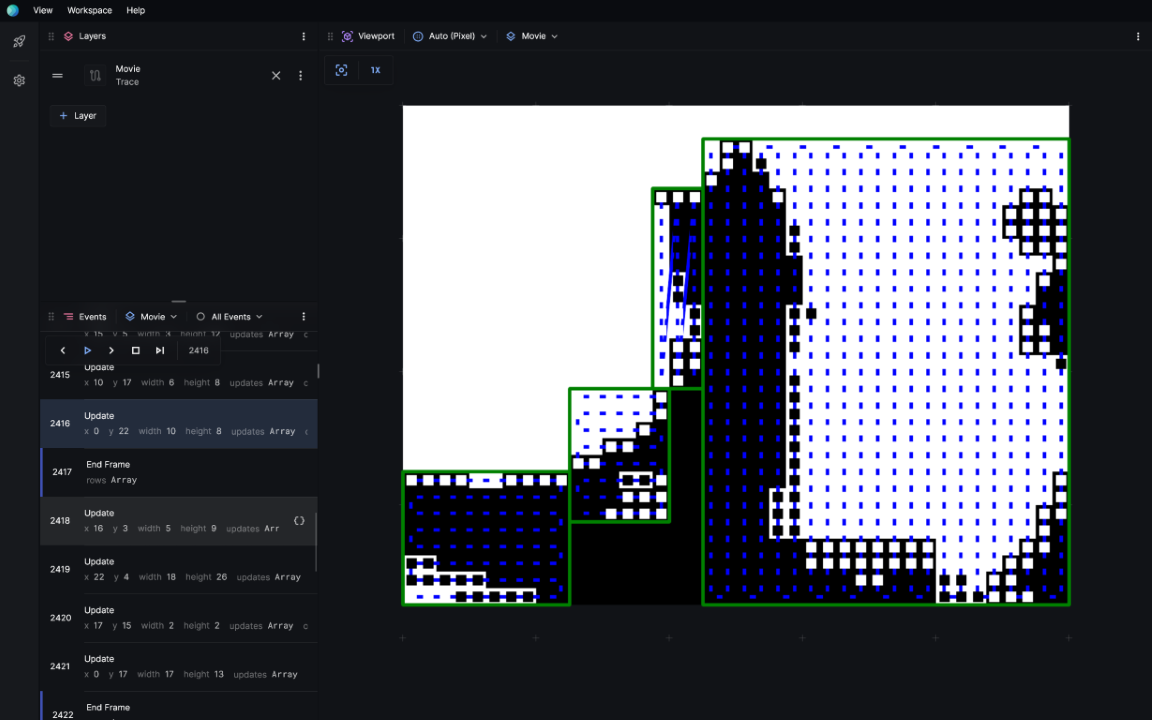 View Workspace Help
Layers
Viewport Auto (Pixel) Movie
Movie
Trace
1X
+ Layer
Events Movie All Events
x 15 y 5 width 3 height 12 updates Array
2416
2415 Update
x 10 y 17 width 6 height 8 updates Array c
2416 Update
x 0 y 22 width 10 height 8 updates Array c
2417 End Frame
rows Array
2418 Update
x 16 y 3 width 5 height 9 updates Arr {}
2419 Update
x 22 y 4 width 18 height 26 updates Array
2420 Update
x 17 y 15 width 2 height 2 updates Array c
2421 Update
x 0 y 17 width 17 height 13 updates Array
2422 End Frame